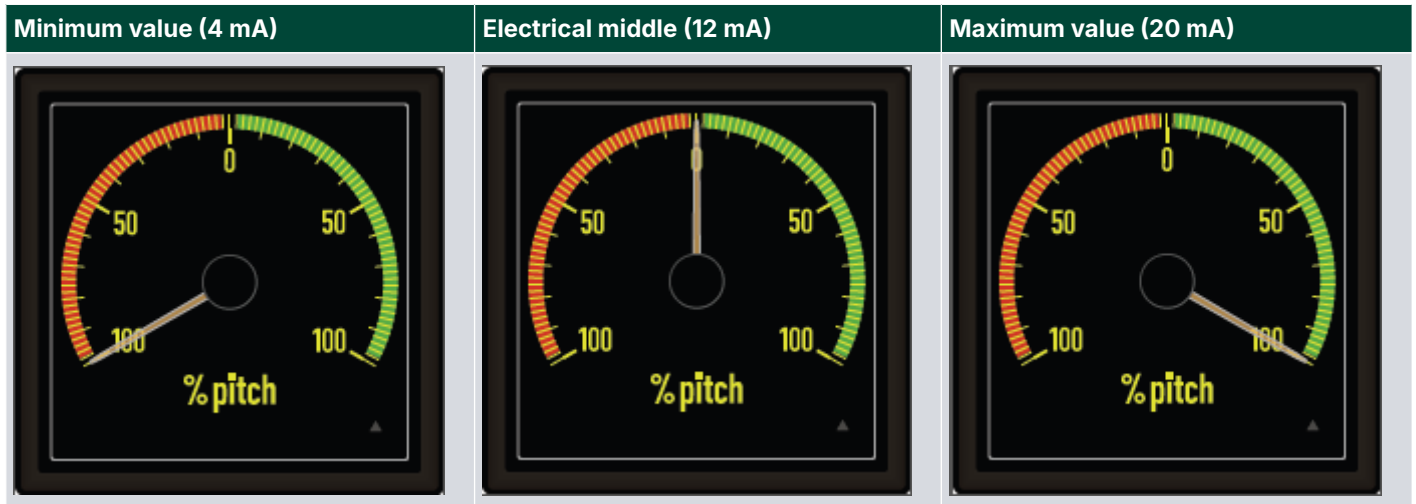 Minimum value (4 mA)
Electrical middle (12 mA)
Maximum value (20 mA)
0
50 50
100 100
% pitch
0
50 50
100 100
% pitch
0
50 50
100 100
% pitch